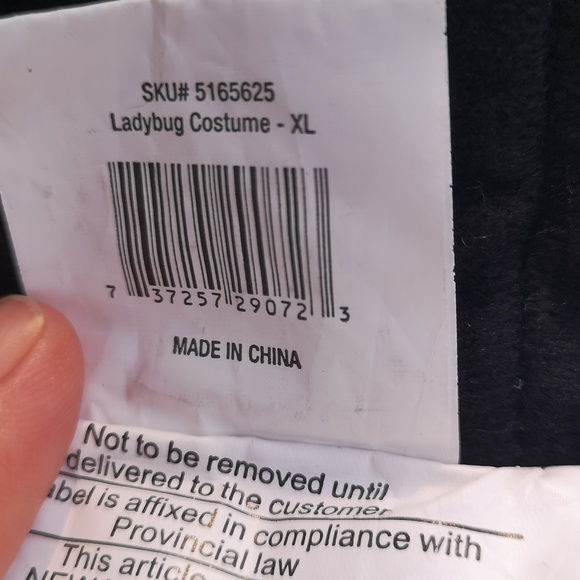 SKU# 5165625
Ladybug Costume - XL
7 37257 29072 3
MADE IN CHINA
Not to be removed until
delivered to the customer
label is affixed in compliance with
Provincial law
This article